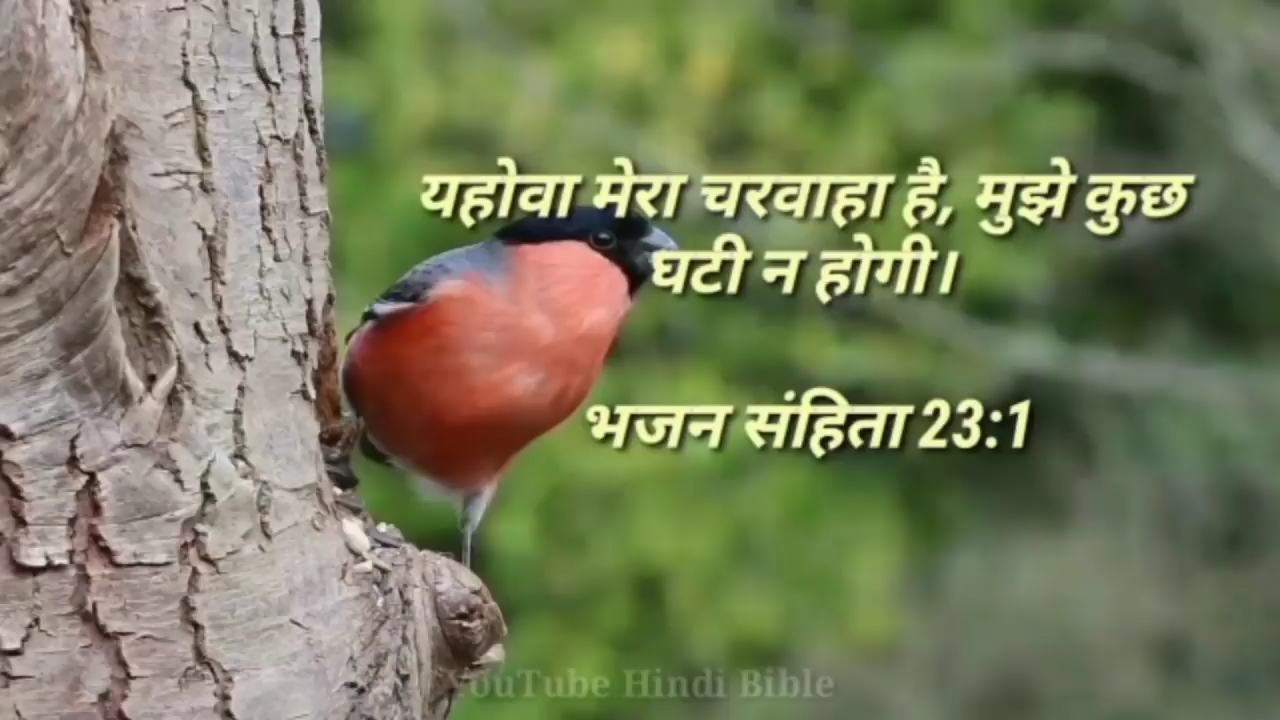 यहोवा मेरा चरवाहा है, मुझे कुछ
घटी न होगी।
भजन संहिता 23:1
YouTube Hindi Bible